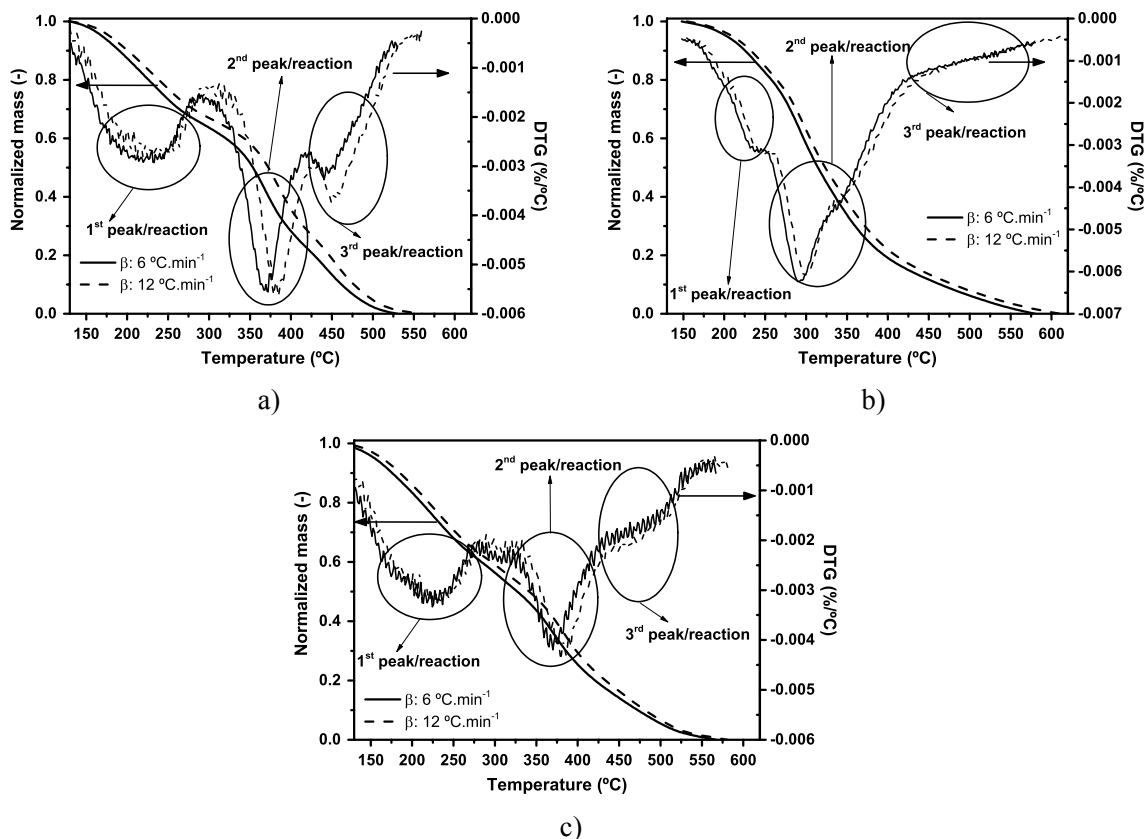 1.0
0.8
0.6
0.4
0.2
0.0
Normalized mass (-)
150 200 250 300 350 400 450 500 550 600
Temperature (ºC)
0.000
-0.001
-0.002
-0.003
-0.004
-0.005
-0.006
DTG (%/ºC)
2nd peak/reaction
1st peak/reaction
3rd peak/reaction
β: 6 ºC.min-1
β: 12 ºC.min-1
a)
1.0
0.8
0.6
0.4
0.2
0.0
Normalized mass (-)
100 150 200 250 300 350 400 450 500 550 600
Temperature (ºC)
0.000
-0.001
-0.002
-0.003
-0.004
-0.005
-0.006
-0.007
DTG (%/ºC)
2nd peak/reaction
3rd peak/reaction
1st peak/reaction
β: 6 ºC.min-1
β: 12 ºC.min-1
b)
1.0
0.8
0.6
0.4
0.2
0.0
Normalized mass (-)
150 200 250 300 350 400 450 500 550 600
Temperature (ºC)
0.000
-0.001
-0.002
-0.003
-0.004
-0.005
-0.006
DTG (%/ºC)
2nd peak/reaction
1st peak/reaction
3rd peak/reaction
β: 6 ºC.min-1
β: 12 ºC.min-1
c)